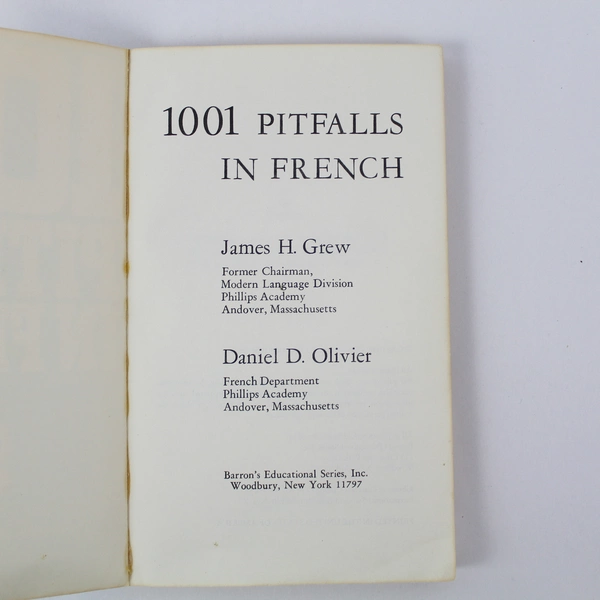 1001 PITFALLS
IN FRENCH
James H. Grew
Former Chairman,
Modern Language Division
Phillips Academy
Andover, Massachusetts
Daniel D. Olivier
French Department
Phillips Academy
Andover, Massachusetts
Barron's Educational Series, Inc.
Woodbury, New York 11797